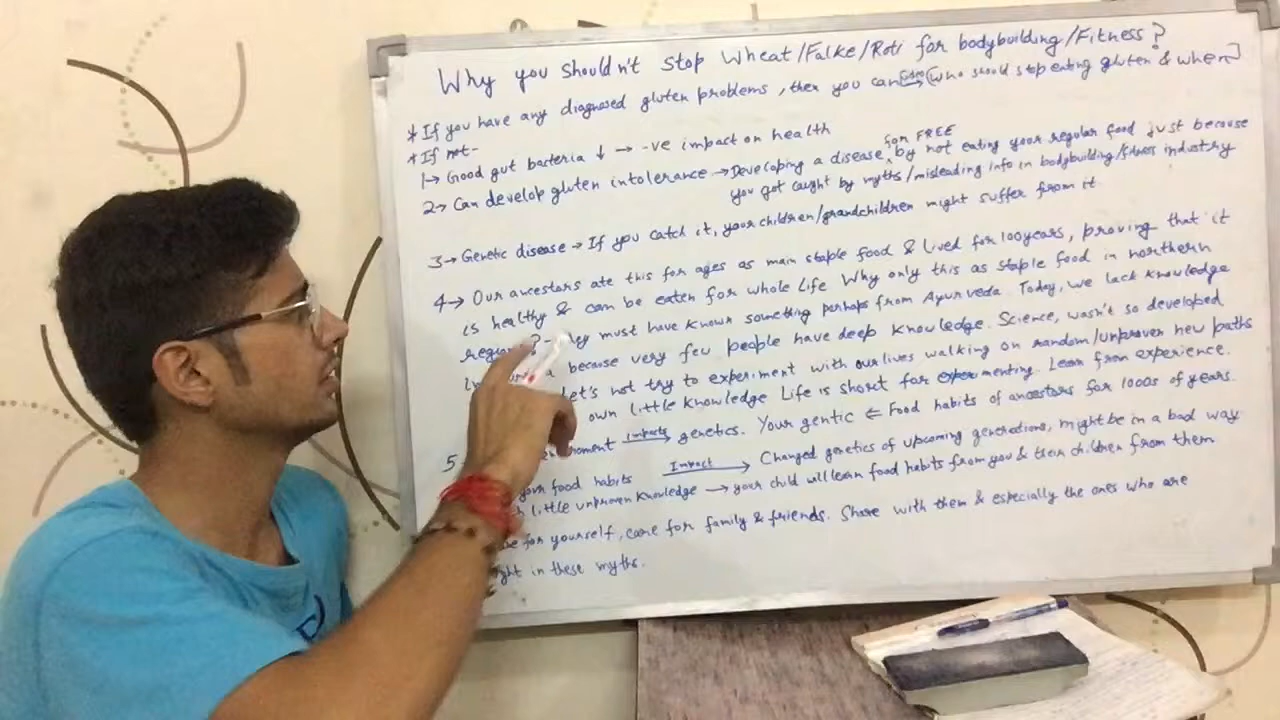 Why you shouldn't stop Wheat/Falke/Roti for bodybuilding/Fitness?
* If you have any diagnosed gluten problems, then you can → (Who should stop eating gluten & when]
* If not-
1→ Good gut bacteria ↓ → -ve impact on health
2→ Can develop gluten intolerance → Developing a disease, for FREE by not eating your regular food just because
you got caught by myths/misleading info in bodybuilding/fitness industry
3→ Genetic disease → If you catch it, your children/grandchildren might suffer from it
4→ Our ancestors ate this for ages as main staple food & lived for 100years, proving that it
is healthy & can be eaten for whole life Why only this as staple food in northern
must have known something perhaps from Ayurveda. Today, we lack knowledge
because very few people have deep knowledge. Science, wasn't so developed
Let's not try to experiment with our lives walking on random/unproven new paths
own little knowledge Life is short for experimenting. Learn from experience.
5 impacts → genetics. Your gentic ⇐ Food habits of ancestors for 1000s of years.
your food habits Impact → Changed genetics of upcoming generations, might be in a bad way
little unproven knowledge → your child will learn food habits from you & their children from them
for yourself, care for family & friends. Share with them & especially the ones who are
in these myths.